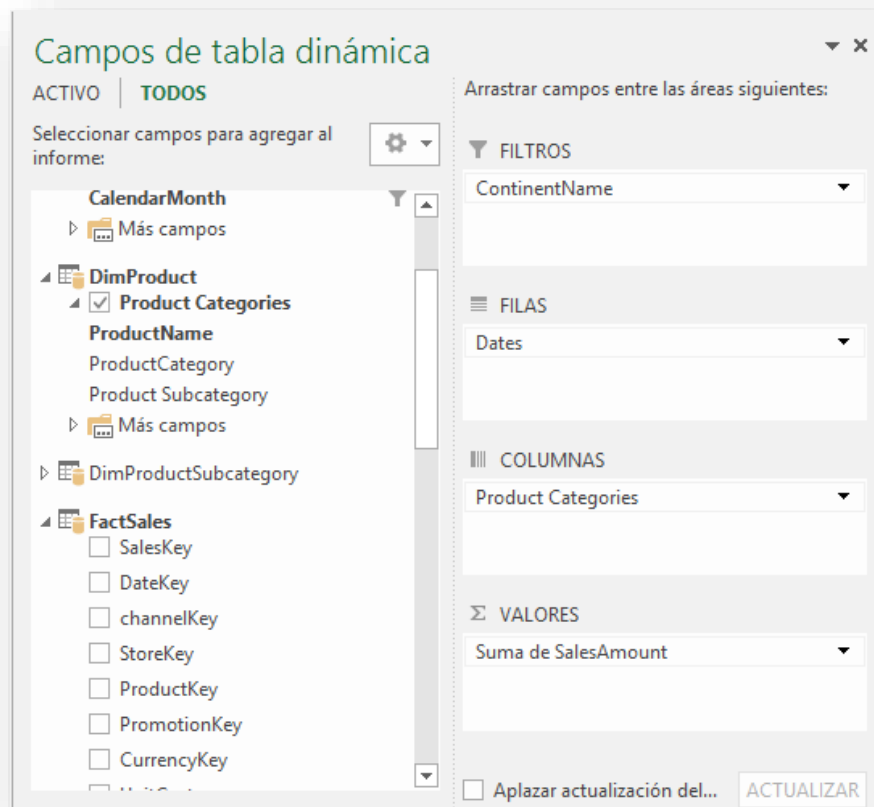 Campos de tabla dinámica
ACTIVO TODOS
Seleccionar campos para agregar al
informe:
CalendarMonth
Más campos
DimProduct
Product Categories
ProductName
ProductCategory
Product Subcategory
Más campos
DimProductSubcategory
FactSales
SalesKey
DateKey
channelKey
StoreKey
ProductKey
PromotionKey
CurrencyKey
Arrastrar campos entre las áreas siguientes:
FILTROS
ContinentName
FILAS
Dates
COLUMNAS
Product Categories
Σ VALORES
Suma de SalesAmount
Aplazar actualización del... ACTUALIZAR